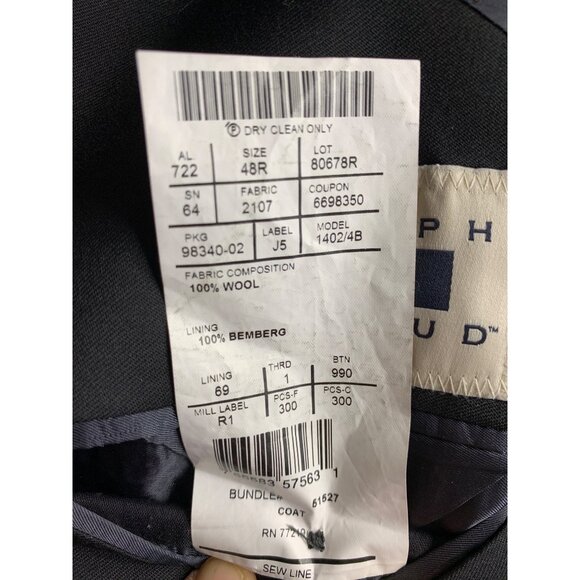 Ⓟ DRY CLEAN ONLY
AL SIZE LOT
722 48R 80678R
SN FABRIC COUPON
64 2107 6698350
PKG LABEL MODEL
98340-02 J5 1402/4B
FABRIC COMPOSITION
100% WOOL
LINING
100% BEMBERG
LINING THRD BTN
69 1 990
MILL LABEL PCS-F PCS-C
R1 300 300
57563 1
BUNDLE#
51527
COAT
SEW LINE
PH
UD™